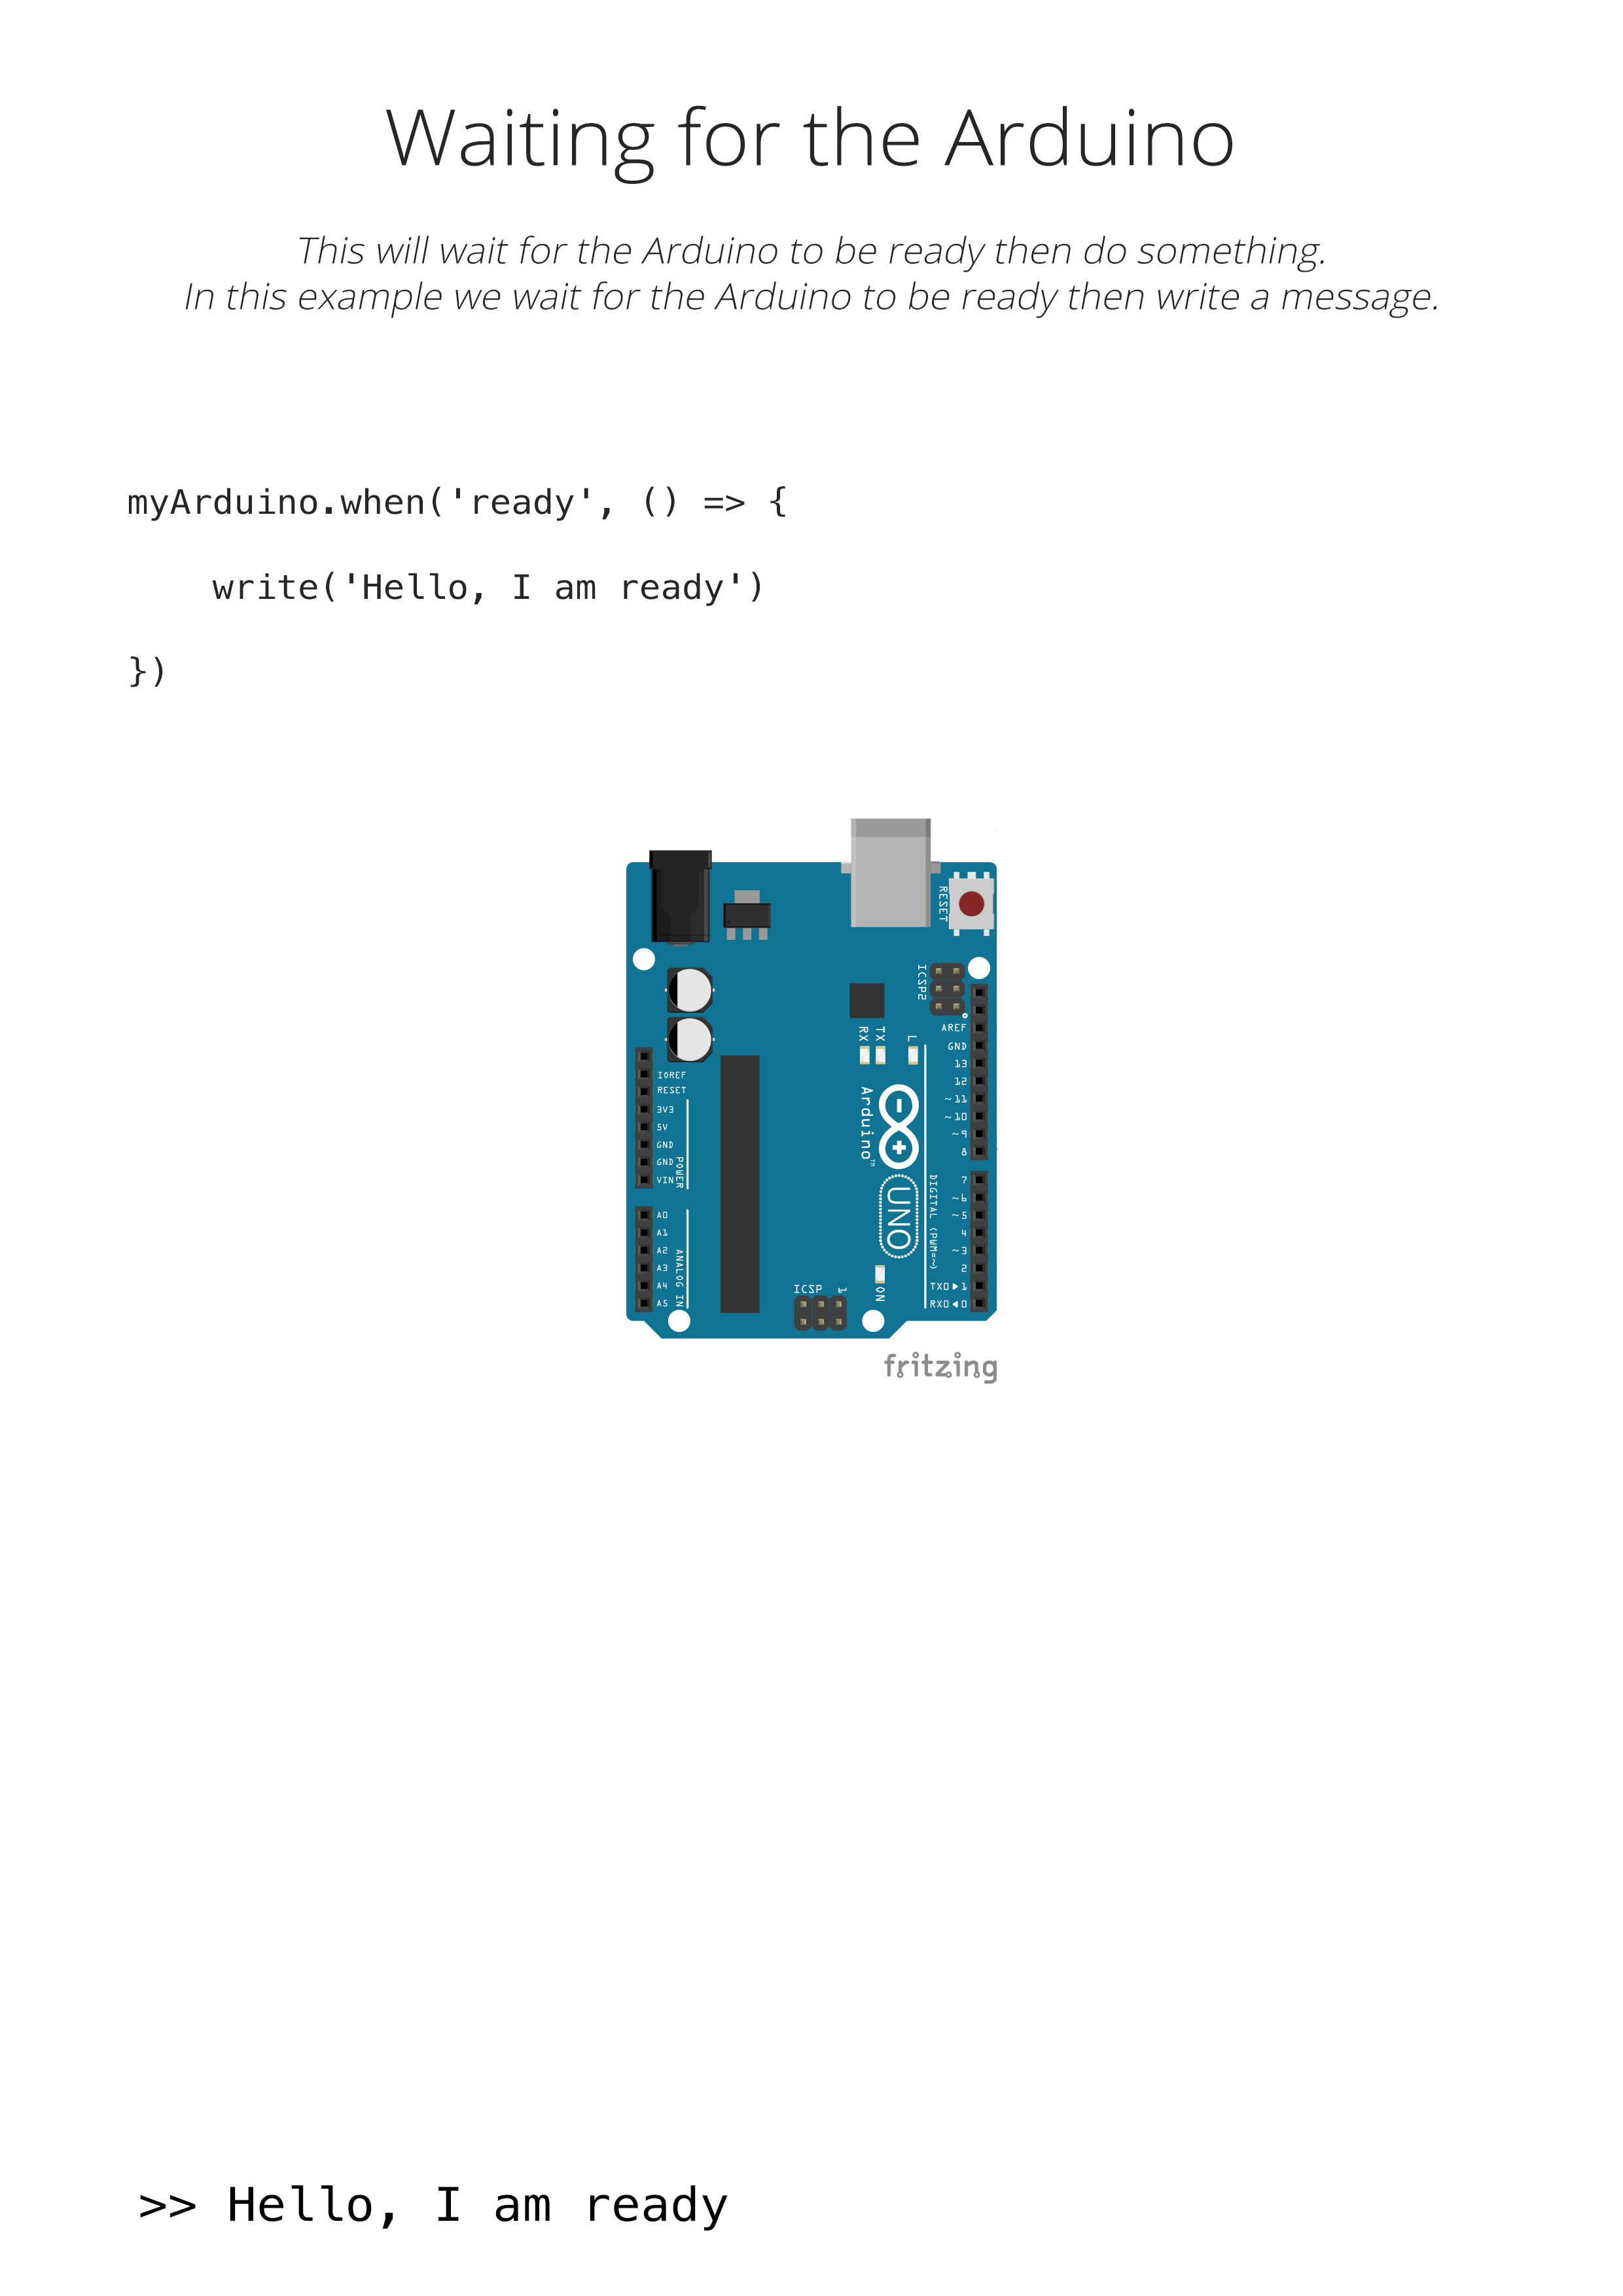 Waiting for the Arduino
This will wait for the Arduino to be ready then do something.
In this example we wait for the Arduino to be ready then write a message.
myArduino.when('ready', () => {
write('Hello, I am ready')
})
RESET
ICSP2
AREF
GND
13
12
~11
~10
~9
8
RX
TX
L
IOREF
RESET
3V3
5V
GND
GND
VIN
POWER
Arduino™
UNO
DIGITAL (PWM=~)
7
~6
~5
4
~3
2
TX0▶1
RX0◀0
A0
A1
A2
A3
A4
A5
ANALOG IN
ICSP
1
ON
fritzing
>> Hello, I am ready